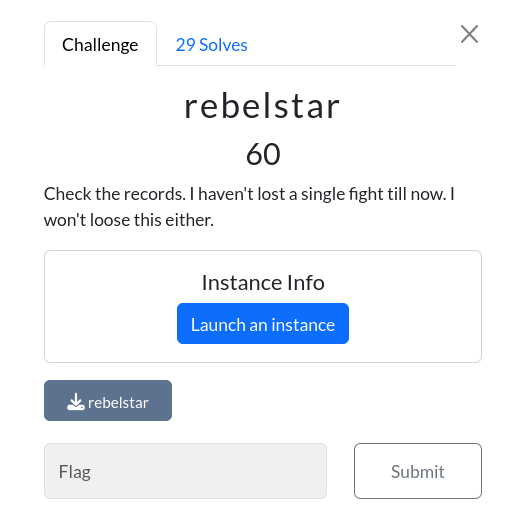 Challenge
29 Solves
rebelstar
60
Check the records. I haven't lost a single fight till now. I
won't loose this either.
Instance Info
Launch an instance
rebelstar
Flag
Submit